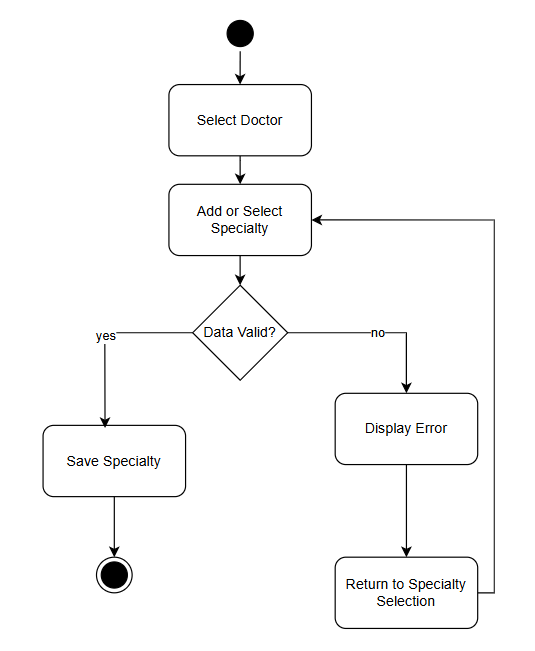 Select Doctor
Add or Select
Specialty
Data Valid?
yes
no
Display Error
Save Specialty
Return to Specialty
Selection